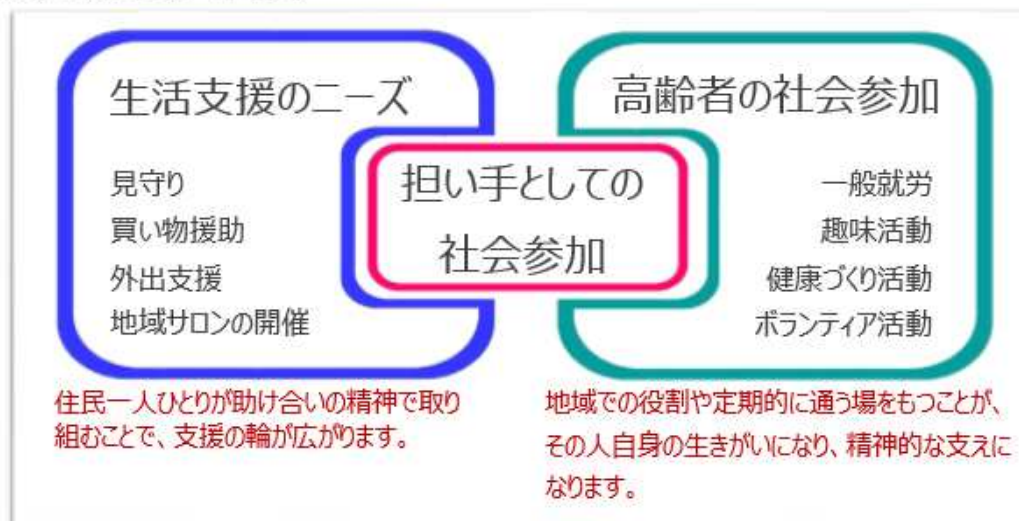 生活支援のニーズ
見守り
買い物援助
外出支援
地域サロンの開催
担い手としての
社会参加
高齢者の社会参加
一般就労
趣味活動
健康づくり活動
ボランティア活動
住民一人ひとりが助け合いの精神で取り
組むことで、支援の輪が広がります。
地域での役割や定期的に通う場をもつことが、
その人自身の生きがいになり、精神的な支えに
なります。